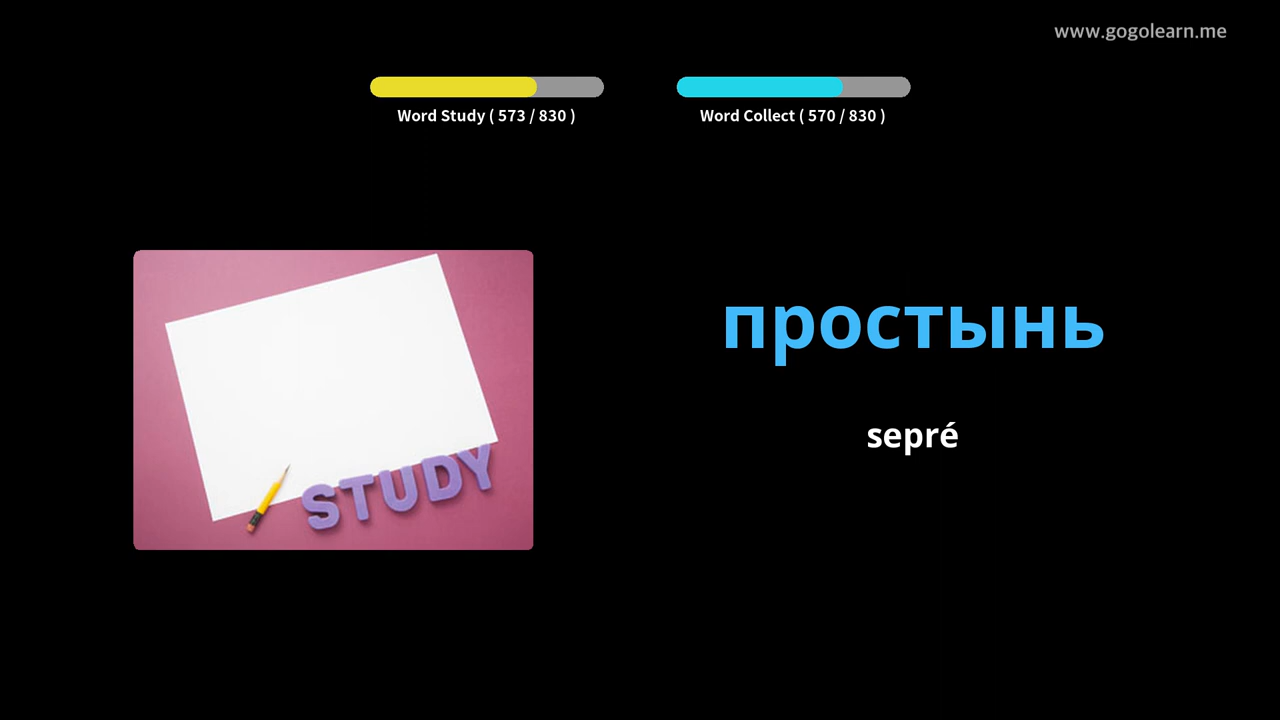 www.gogolearn.me
Word Study ( 573 / 830 )
Word Collect ( 570 / 830 )
простынь
sepré
STUDY